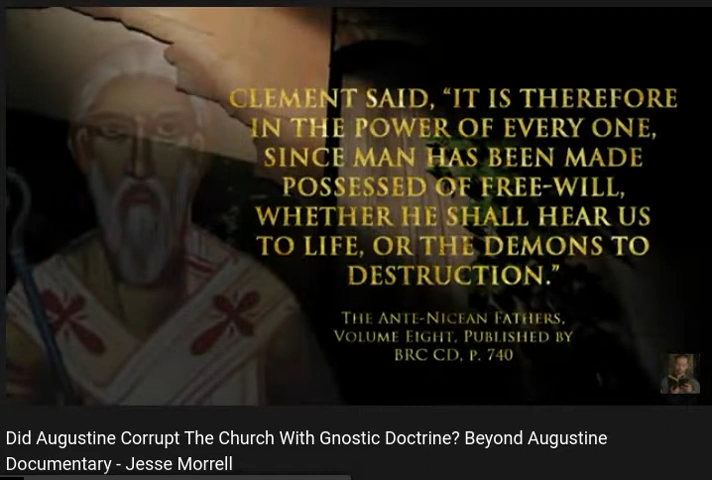 CLEMENT SAID, “IT IS THEREFORE
IN THE POWER OF EVERY ONE,
SINCE MAN HAS BEEN MADE
POSSESSED OF FREE-WILL,
WHETHER HE SHALL HEAR US
TO LIFE, OR THE DEMONS TO
DESTRUCTION.”
THE ANTE-NICEAN FATHERS,
VOLUME EIGHT, PUBLISHED BY
BRC CD, P. 740
Did Augustine Corrupt The Church With Gnostic Doctrine? Beyond Augustine
Documentary - Jesse Morrell